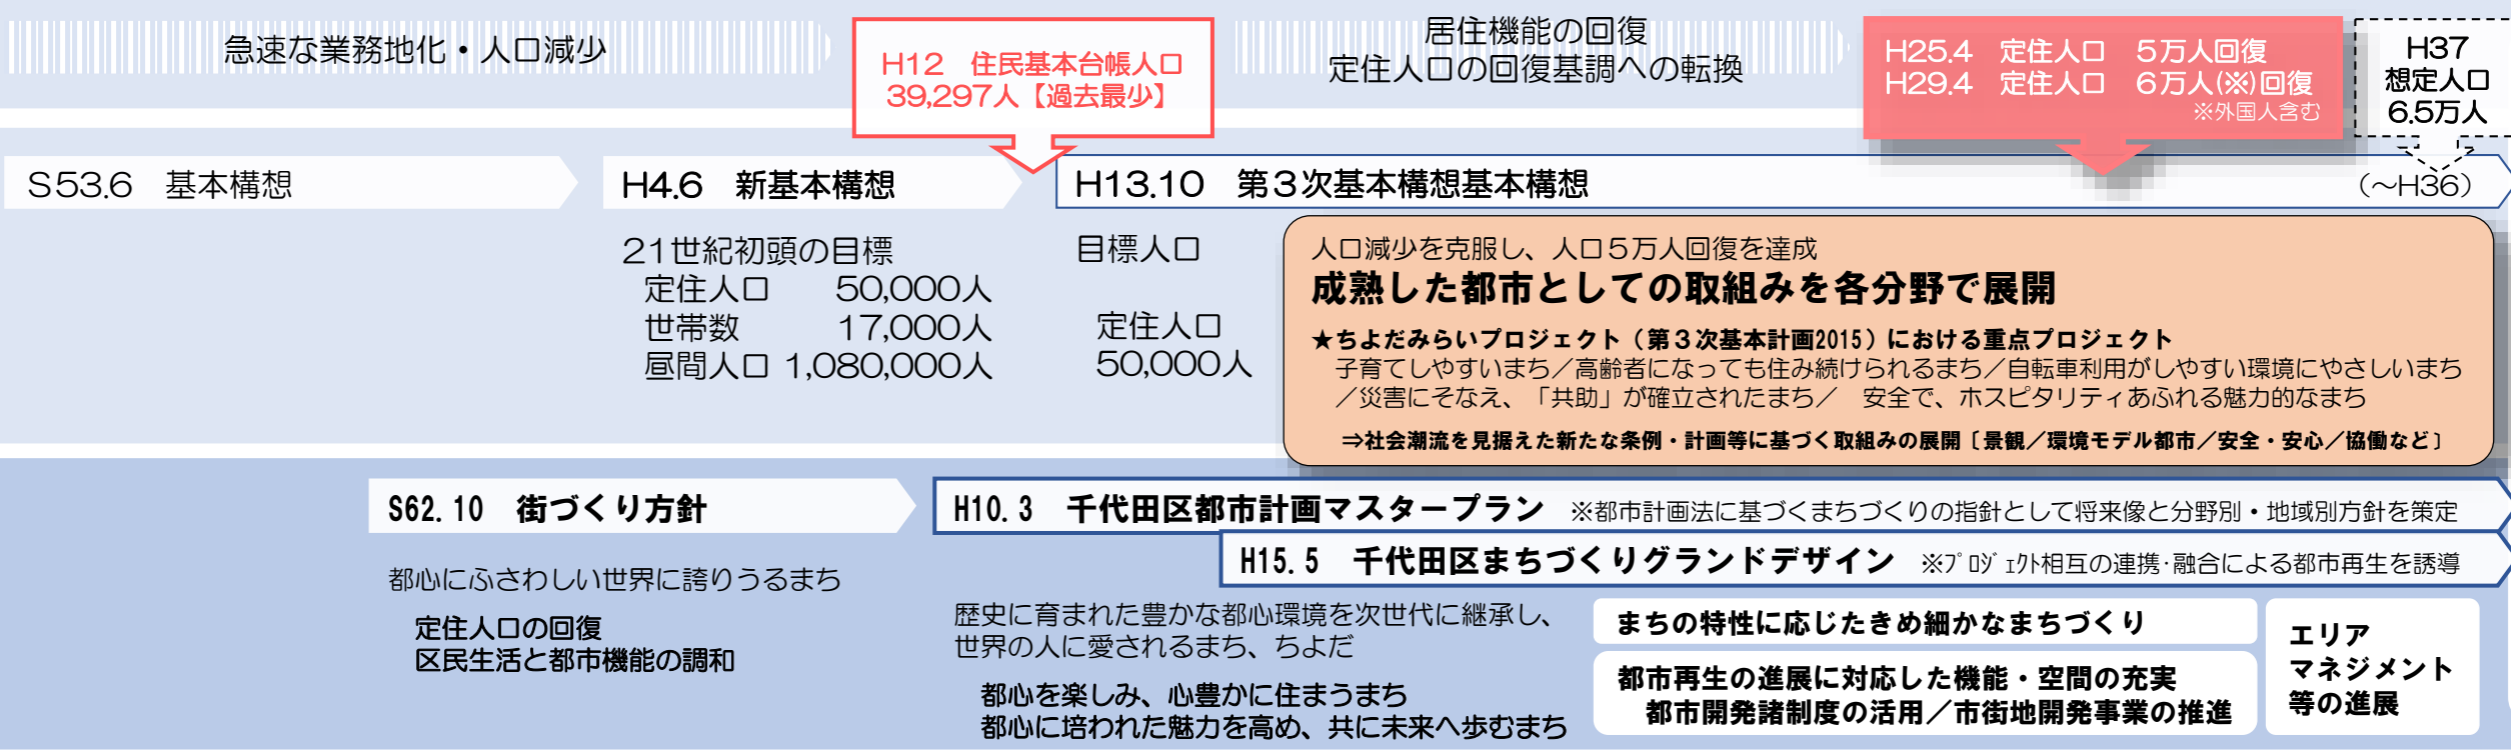 急速な業務地化・人口減少
H12　住民基本台帳人口
39,297人【過去最少】
居住機能の回復
定住人口の回復基調への転換
H25.4　定住人口　５万人回復
H29.4　定住人口　６万人(※)回復
※外国人含む
H37
想定人口
6.5万人
S53.6　基本構想
H4.6　新基本構想
H13.10　第３次基本構想基本構想
（～H36）
21世紀初頭の目標
定住人口　50,000人
世帯数　17,000人
昼間人口 1,080,000人
目標人口
定住人口
50,000人
人口減少を克服し、人口５万人回復を達成
成熟した都市としての取組みを各分野で展開
★ちよだみらいプロジェクト（第３次基本計画2015）における重点プロジェクト
子育てしやすいまち／高齢者になっても住み続けられるまち／自転車利用がしやすい環境にやさしいまち
／災害にそなえ、「共助」が確立されたまち／　安全で、ホスピタリティあふれる魅力的なまち
⇒社会潮流を見据えた新たな条例・計画等に基づく取組みの展開〔景観／環境モデル都市／安全・安心／協働など〕
S62.10　街づくり方針
H10.3　千代田区都市計画マスタープラン　※都市計画法に基づくまちづくりの指針として将来像と分野別・地域別方針を策定
H15.5　千代田区まちづくりグランドデザイン　※ﾌﾟﾛｼﾞｪｸﾄ相互の連携･融合による都市再生を誘導
都心にふさわしい世界に誇りうるまち
定住人口の回復
区民生活と都市機能の調和
歴史に育まれた豊かな都心環境を次世代に継承し、
世界の人に愛されるまち、ちよだ
都心を楽しみ、心豊かに住まうまち
都心に培われた魅力を高め、共に未来へ歩むまち
まちの特性に応じたきめ細かなまちづくり
都市再生の進展に対応した機能・空間の充実
都市開発諸制度の活用／市街地開発事業の推進
エリア
マネジメント
等の進展